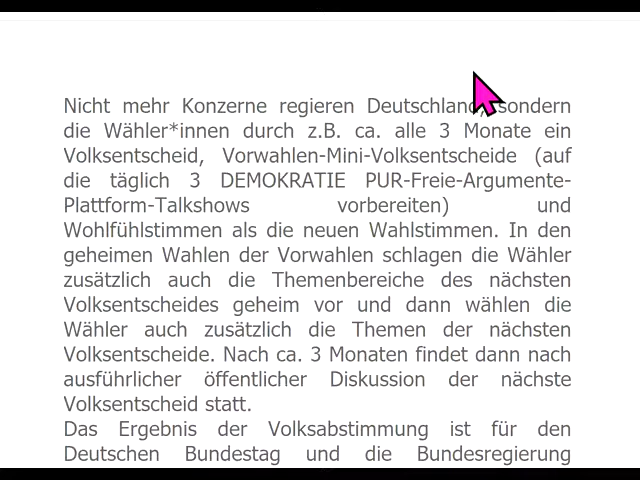 Nicht mehr Konzerne regieren Deutschland, sondern
die Wähler*innen durch z.B. ca. alle 3 Monate ein
Volksentscheid, Vorwahlen-Mini-Volksentscheide (auf
die täglich 3 DEMOKRATIE PUR-Freie-Argumente-
Plattform-Talkshows vorbereiten) und
Wohlfühlstimmen als die neuen Wahlstimmen. In den
geheimen Wahlen der Vorwahlen schlagen die Wähler
zusätzlich auch die Themenbereiche des nächsten
Volksentscheides geheim vor und dann wählen die
Wähler auch zusätzlich die Themen der nächsten
Volksentscheide. Nach ca. 3 Monaten findet dann nach
ausführlicher öffentlicher Diskussion der nächste
Volksentscheid statt.
Das Ergebnis der Volksabstimmung ist für den
Deutschen Bundestag und die Bundesregierung